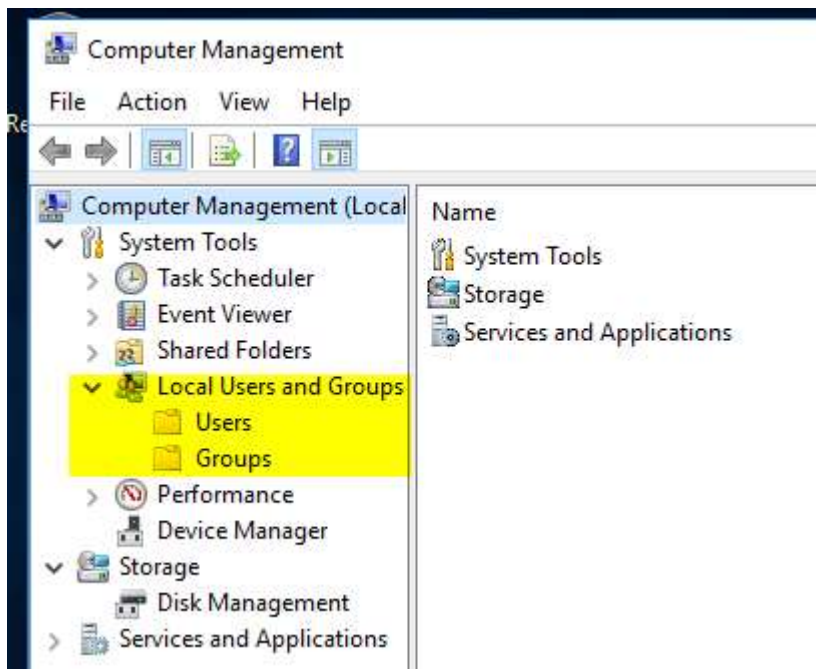 Computer Management
File Action View Help
Re
Computer Management (Local
System Tools
Task Scheduler
Event Viewer
Shared Folders
Local Users and Groups
Users
Groups
Performance
Device Manager
Storage
Disk Management
Services and Applications
Name
System Tools
Storage
Services and Applications